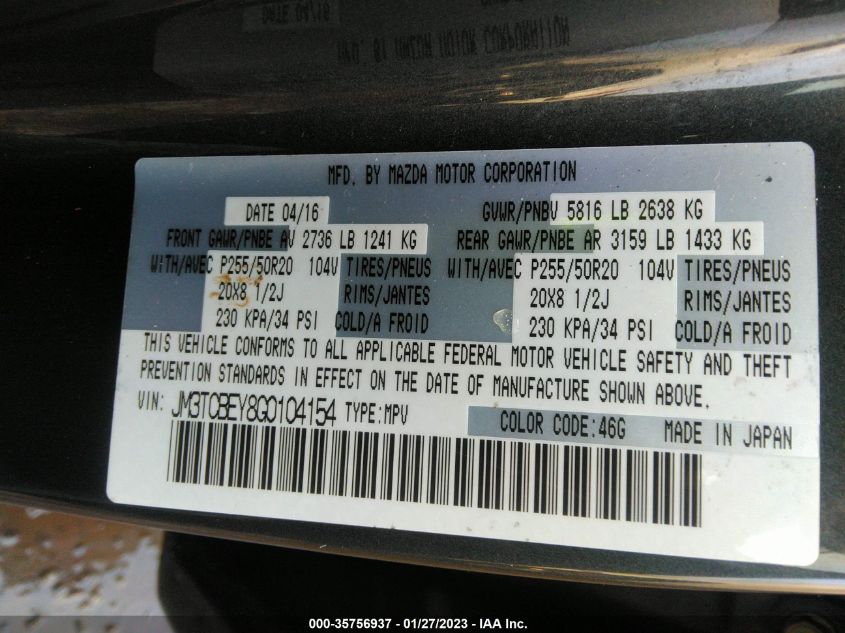 MFD. BY MAZDA MOTOR CORPORATION
DATE 04/16 GVWR/PNBV 5816 LB 2638 KG
FRONT GAWR/PNBE AV 2736 LB 1241 KG REAR GAWR/PNBE AR 3159 LB 1433 KG
WITH/AVEC P255/50R20 104V TIRES/PNEUS WITH/AVEC P255/50R20 104V TIRES/PNEUS
20X8 1/2J RIMS/JANTES 20X8 1/2J RIMS/JANTES
230 KPA/34 PSI COLD/A FROID 230 KPA/34 PSI COLD/A FROID
THIS VEHICLE CONFORMS TO ALL APPLICABLE FEDERAL MOTOR VEHICLE SAFETY AND THEFT
PREVENTION STANDARDS IN EFFECT ON THE DATE OF MANUFACTURE SHOWN ABOVE.
VIN: JM3TCBEY8G0104154 TYPE:MPV
COLOR CODE:46G MADE IN JAPAN
000-35756937 - 01/27/2023 - IAA Inc.